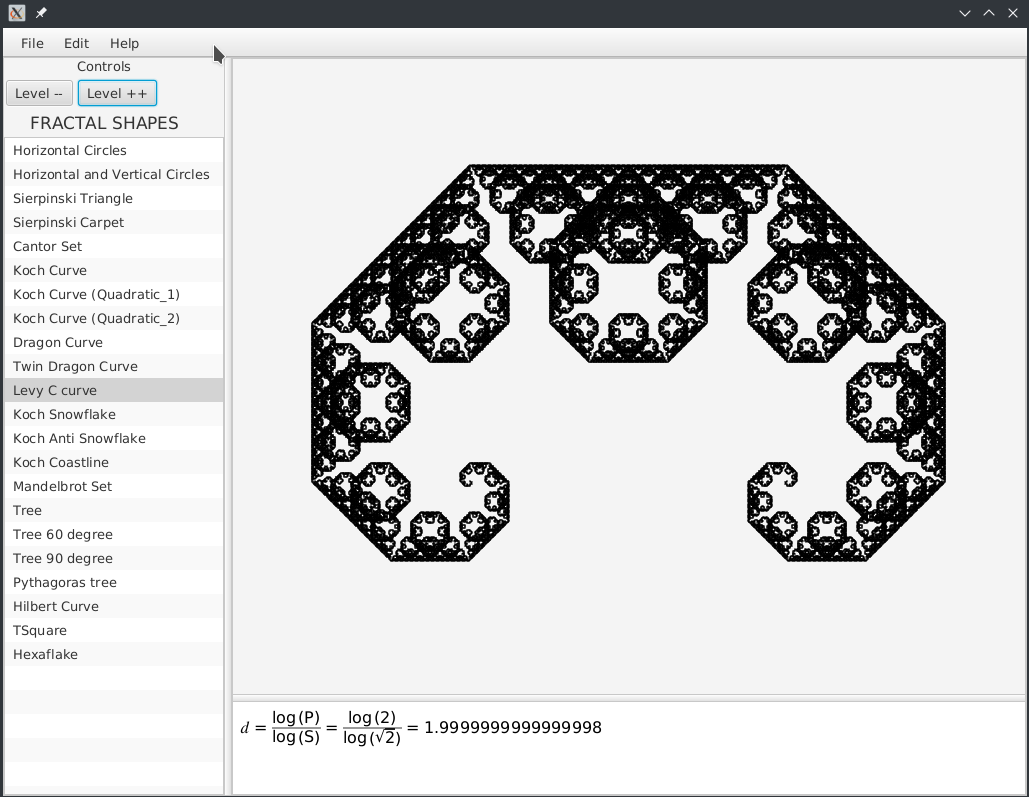 File Edit Help
Controls
Level -- Level ++
FRACTAL SHAPES
Horizontal Circles
Horizontal and Vertical Circles
Sierpinski Triangle
Sierpinski Carpet
Cantor Set
Koch Curve
Koch Curve (Quadratic_1)
Koch Curve (Quadratic_2)
Dragon Curve
Twin Dragon Curve
Levy C curve
Koch Snowflake
Koch Anti Snowflake
Koch Coastline
Mandelbrot Set
Tree
Tree 60 degree
Tree 90 degree
Pythagoras tree
Hilbert Curve
TSquare
Hexaflake
d = log(P)/log(S) = log(2)/log(√2) = 1.9999999999999998